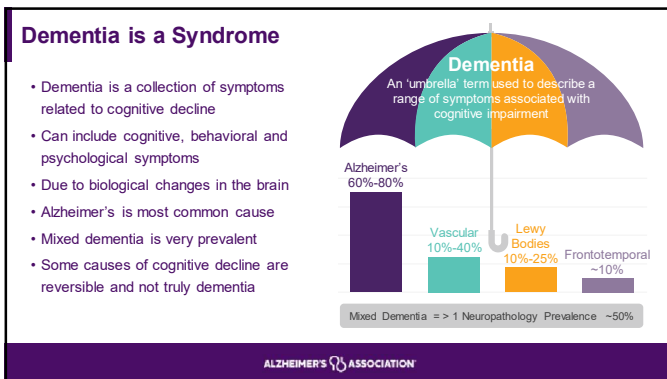 Dementia is a Syndrome
• Dementia is a collection of symptoms
related to cognitive decline
• Can include cognitive, behavioral and
psychological symptoms
• Due to biological changes in the brain
• Alzheimer's is most common cause
• Mixed dementia is very prevalent
• Some causes of cognitive decline are
reversible and not truly dementia
Dementia
An 'umbrella' term used to describe a
range of symptoms associated with
cognitive impairment
Alzheimer's
60%-80%
Vascular
10%-40%
Lewy
Bodies
10%-25%
Frontotemporal
~10%
Mixed Dementia = > 1 Neuropathology Prevalence ~50%
ALZHEIMER'S ASSOCIATION